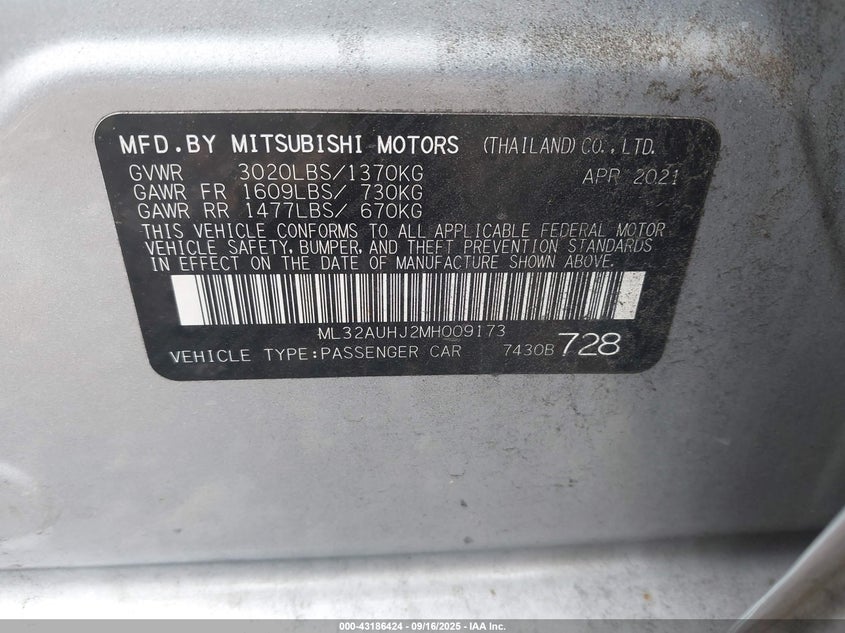 MFD.BY MITSUBISHI MOTORS (THAILAND)CO.,LTD.
GVWR 3020LBS/1370KG APR 2021
GAWR FR 1609LBS/ 730KG
GAWR RR 1477LBS/ 670KG
THIS VEHICLE CONFORMS TO ALL APPLICABLE FEDERAL MOTOR
VEHICLE SAFETY, BUMPER, AND THEFT PREVENTION STANDARDS
IN EFFECT ON THE DATE OF MANUFACTURE SHOWN ABOVE.
ML32AUHJ2MH009173
VEHICLE TYPE:PASSENGER CAR 7430B 728
000-43186424 - 09/16/2025 - IAA Inc.